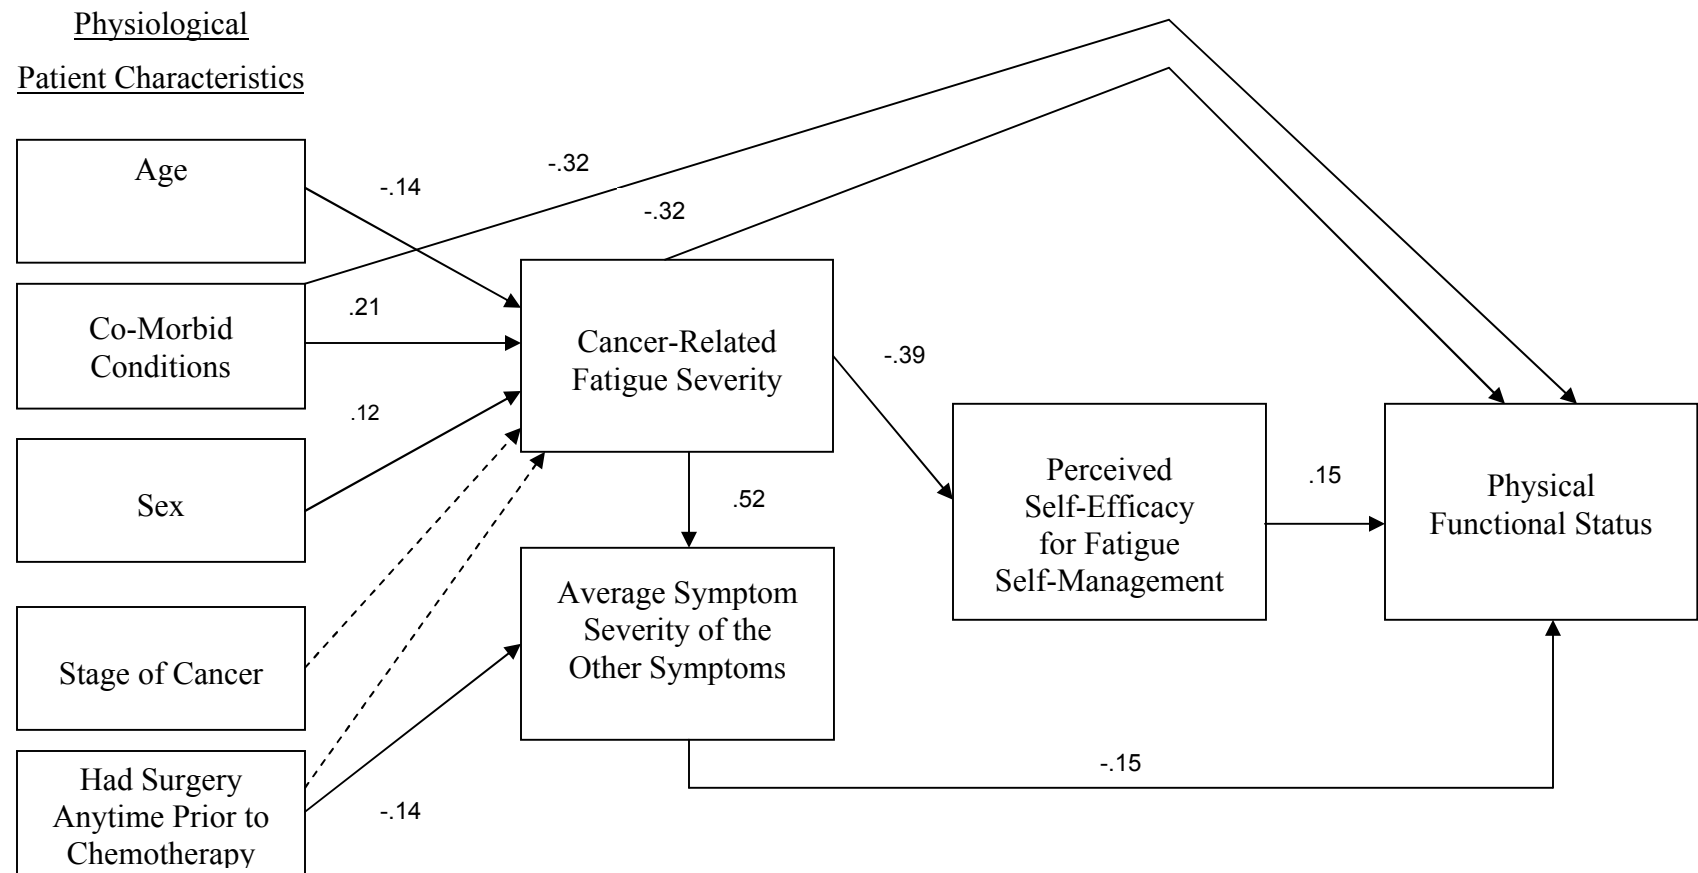 Physiological
Patient Characteristics
Age
-.14
-.32
-.32
Co-Morbid
Conditions
.21
Cancer-Related
Fatigue Severity
-.39
.12
Sex
.52
Perceived
Self-Efficacy
for Fatigue
Self-Management
.15
Physical
Functional Status
Stage of Cancer
Average Symptom
Severity of the
Other Symptoms
-.15
Had Surgery
Anytime Prior to
Chemotherapy
-.14